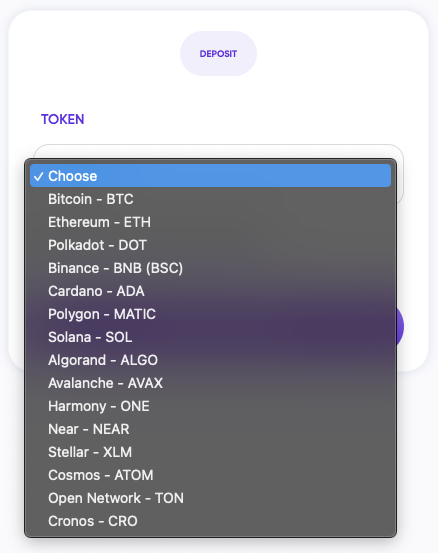 DEPOSIT
TOKEN
✓ Choose
Bitcoin - BTC
Ethereum - ETH
Polkadot - DOT
Binance - BNB (BSC)
Cardano - ADA
Polygon - MATIC
Solana - SOL
Algorand - ALGO
Avalanche - AVAX
Harmony - ONE
Near - NEAR
Stellar - XLM
Cosmos - ATOM
Open Network - TON
Cronos - CRO